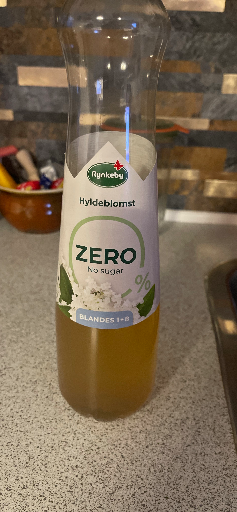 Rynkeby
Hyldeblomst
ZERO
No sugar
%
BLANDES 1+8